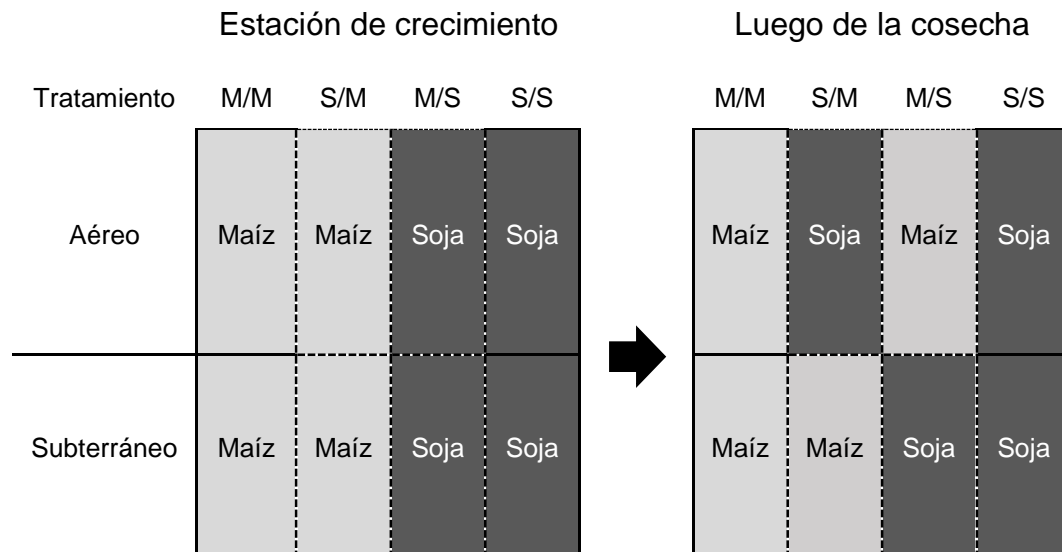 Estación de crecimiento Luego de la cosecha
Tratamiento M/M S/M M/S S/S M/M S/M M/S S/S
Aéreo Maíz Maíz Soja Soja Maíz Soja Maíz Soja
Subterráneo Maíz Maíz Soja Soja Maíz Maíz Soja Soja